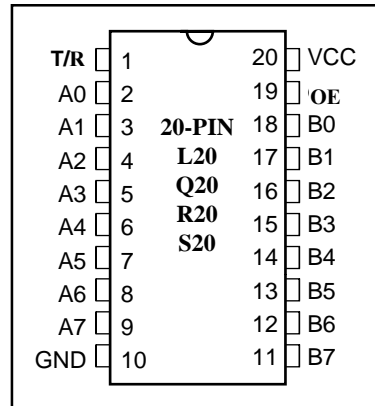 T/R 1 20 VCC
A0 2 19 OE
A1 3 20-PIN 18 B0
A2 4 L20 17 B1
A3 5 Q20 16 B2
A4 6 R20 15 B3
A5 7 S20 14 B4
A6 8 13 B5
A7 9 12 B6
GND 10 11 B7